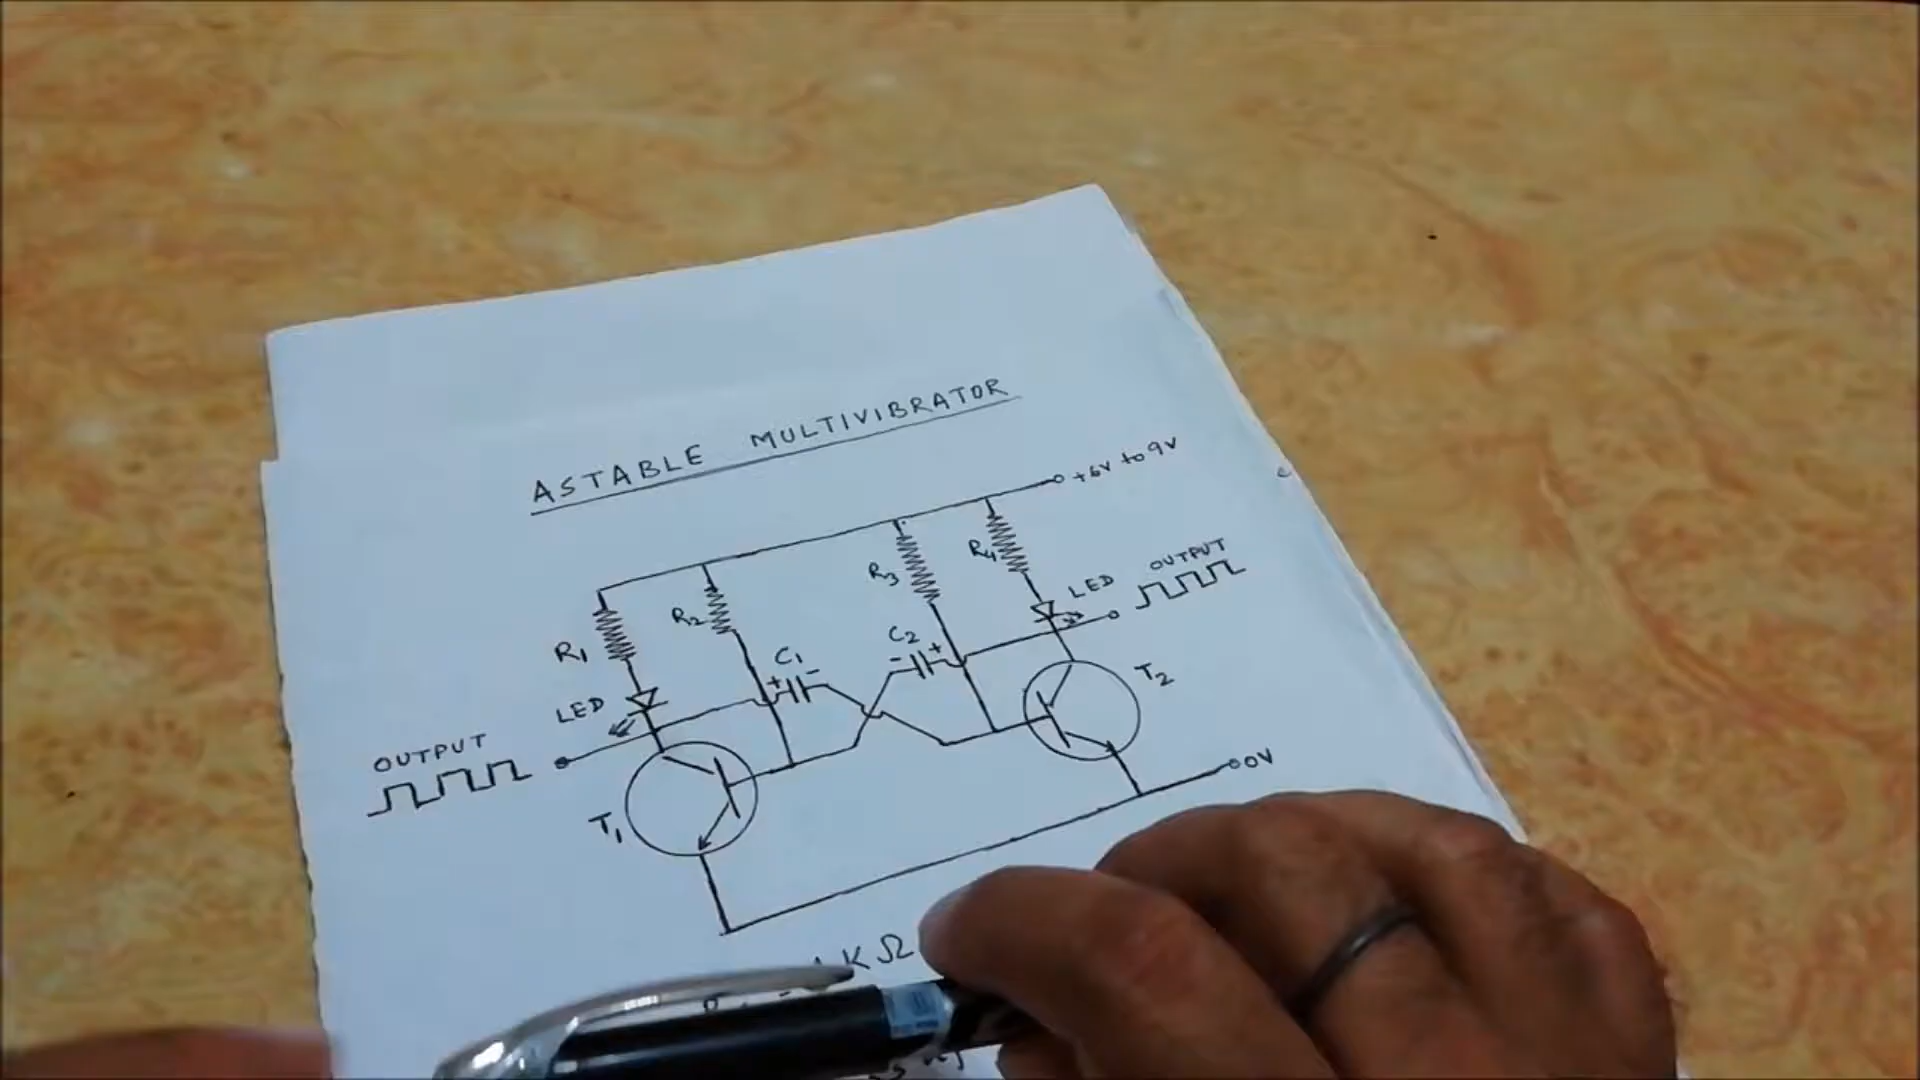 ASTABLE MULTIVIBRATOR
+6V to 9V
R1
R2
R3
R4
LED
OUTPUT
C1
+ -
C2
- +
LED
OUTPUT
T1
T2
0V
KΩ